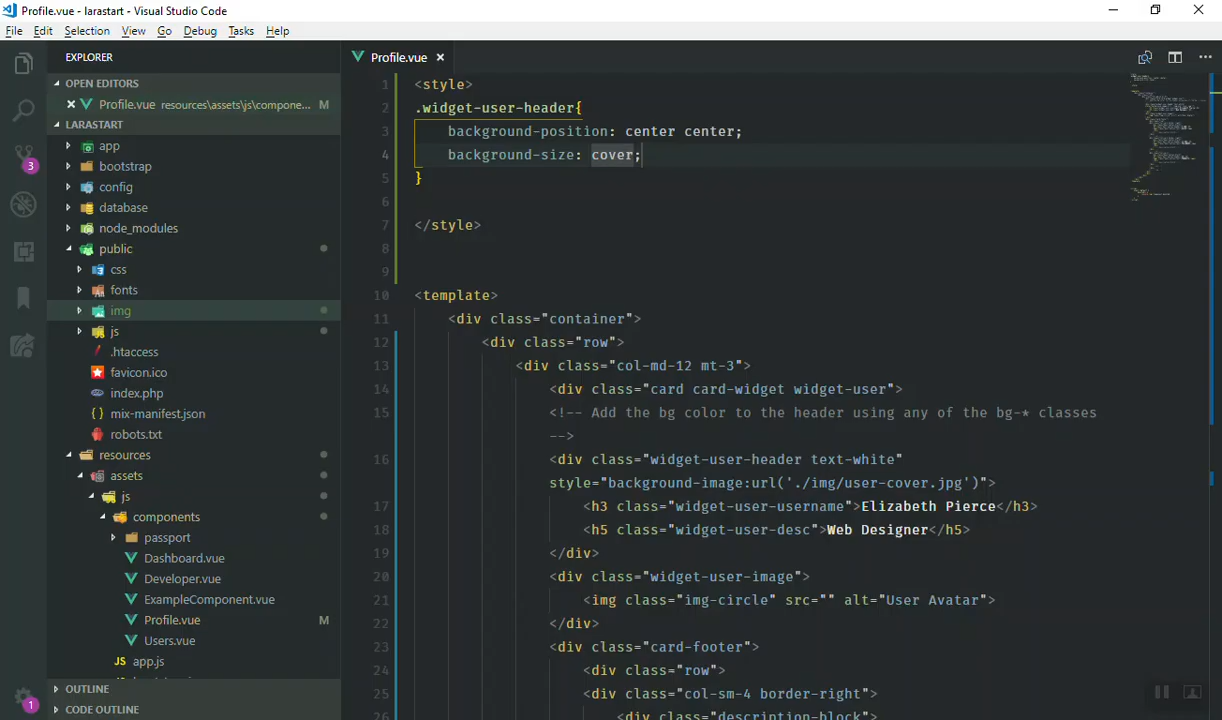 Profile.vue - larastart - Visual Studio Code
File Edit Selection View Go Debug Tasks Help
EXPLORER
OPEN EDITORS
Profile.vue resources\assets\js\compone... M
LARASTART
app
bootstrap
config
database
node_modules
public
css
fonts
img
js
.htaccess
favicon.ico
index.php
mix-manifest.json
robots.txt
resources
assets
js
components
passport
Dashboard.vue
Developer.vue
ExampleComponent.vue
Profile.vue M
Users.vue
app.js
OUTLINE
CODE OUTLINE
3
1
Profile.vue
1 <style>
2 .widget-user-header{
3 background-position: center center;
4 background-size: cover;
5 }
6
7 </style>
8
9
10 <template>
11 <div class="container">
12 <div class="row">
13 <div class="col-md-12 mt-3">
14 <div class="card card-widget widget-user">
15 <!-- Add the bg color to the header using any of the bg-* classes
-->
16 <div class="widget-user-header text-white"
style="background-image:url('./img/user-cover.jpg')">
17 <h3 class="widget-user-username">Elizabeth Pierce</h3>
18 <h5 class="widget-user-desc">Web Designer</h5>
19 </div>
20 <div class="widget-user-image">
21 <img class="img-circle" src="" alt="User Avatar">
22 </div>
23 <div class="card-footer">
24 <div class="row">
25 <div class="col-sm-4 border-right">
26 <div class="description-block">